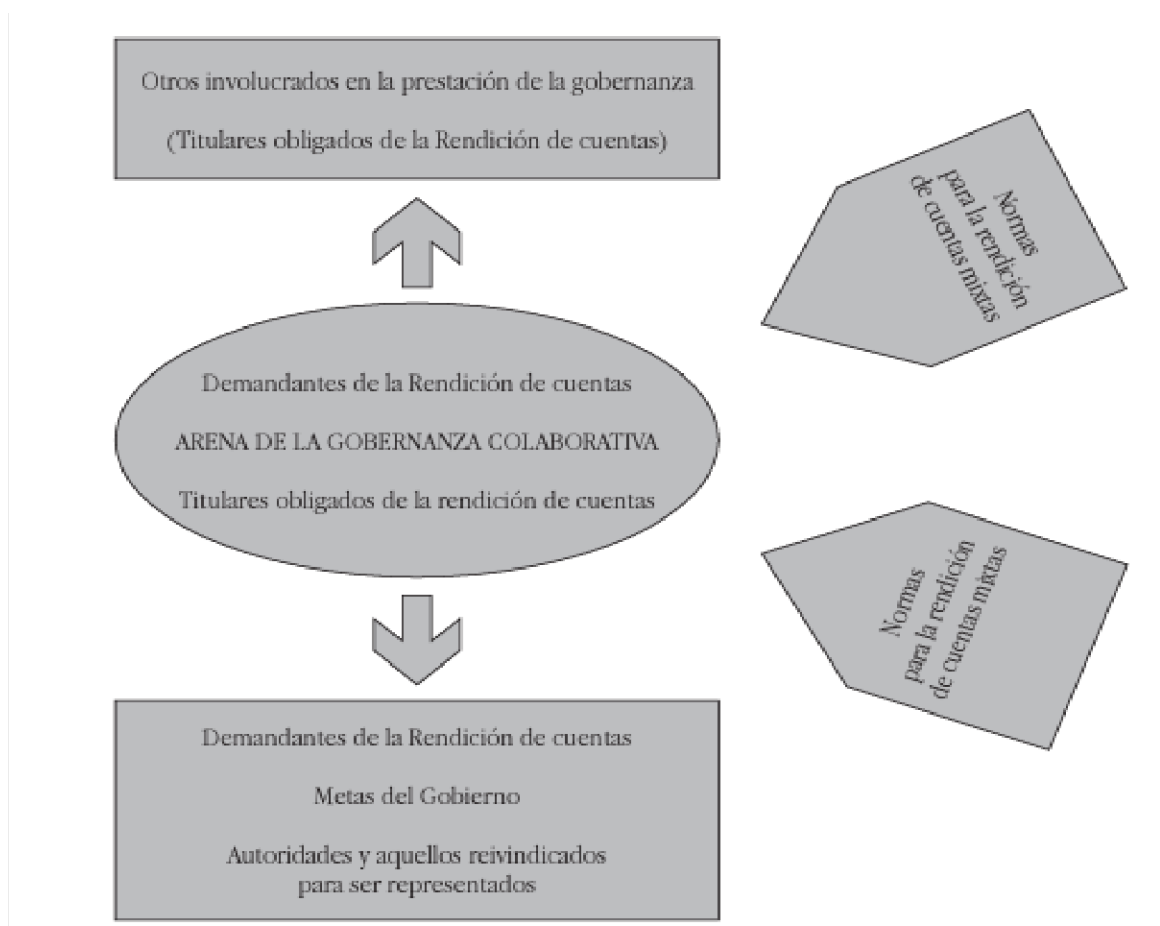 Otros involucrados en la prestación de la gobernanza
(Titulares obligados de la Rendición de cuentas)
Normas
para la rendición
de cuentas mixtas
Demandantes de la Rendición de cuentas
ARENA DE LA GOBERNANZA COLABORATIVA
Titulares obligados de la rendición de cuentas
Normas
para la rendición
de cuentas mixtas
Demandantes de la Rendición de cuentas
Metas del Gobierno
Autoridades y aquellos reivindicados
para ser representados